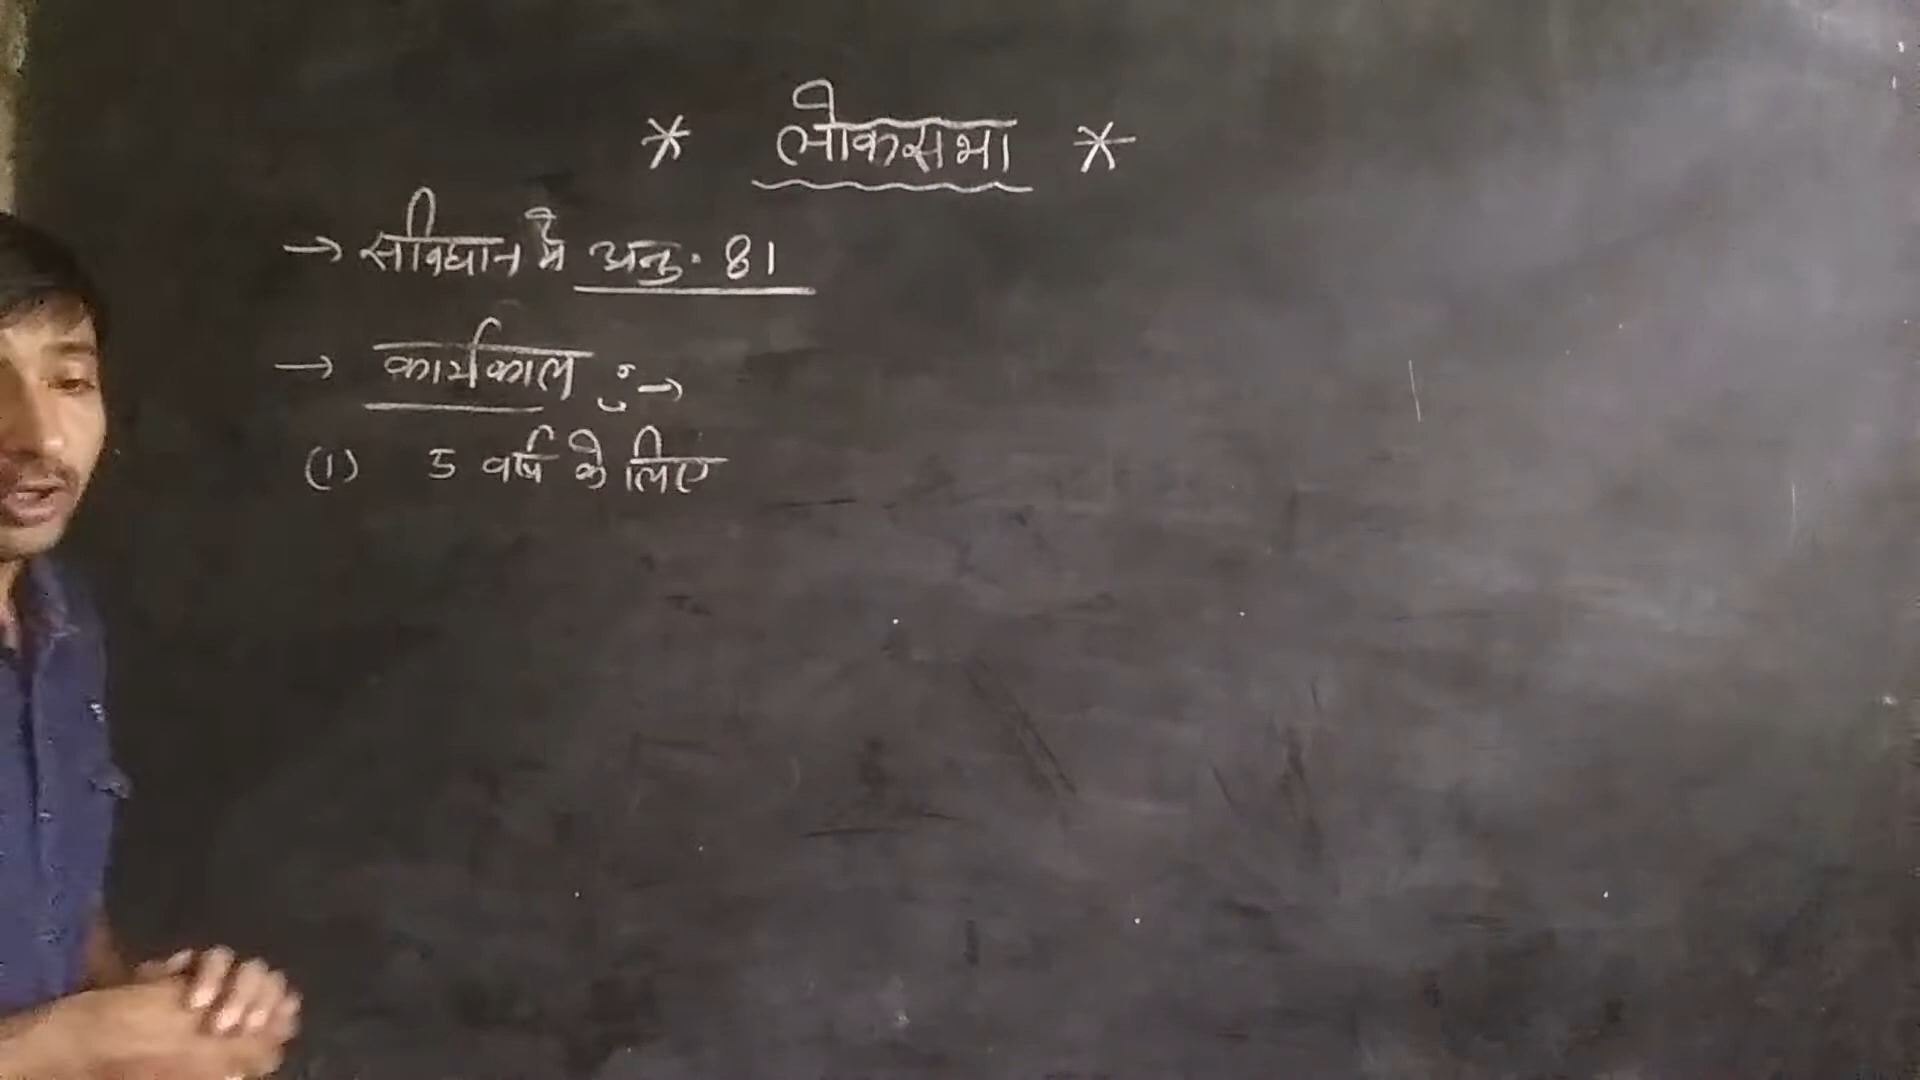 * लोकसभा *
→ संविधान मे अनु. 81
→ कार्यकाल :→
(1) 5 वर्ष के लिए